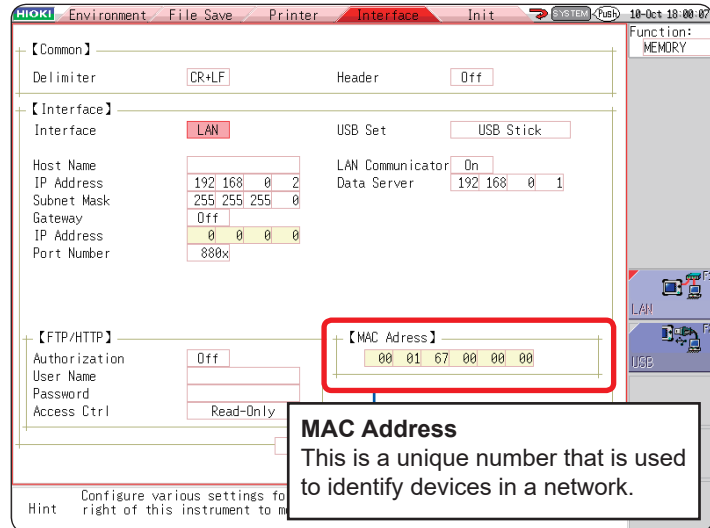 HIOKI Environment File Save Printer Interface Init SYSTEM Push 10-Oct 18:00:07
Function:
MEMORY
【Common】
Delimiter CR+LF Header Off
【Interface】
Interface LAN USB Set USB Stick
Host Name LAN Communicator On
IP Address 192 168 0 2 Data Server 192 168 0 1
Subnet Mask 255 255 255 0
Gateway Off
IP Address 0 0 0 0
Port Number 880x
LAN
【FTP/HTTP】 【MAC Adress】
Authorization Off 00 01 67 00 00 00
USB
User Name
Password
Access Ctrl Read-Only
MAC Address
This is a unique number that is used
to identify devices in a network.
Configure various settings fo
Hint right of this instrument to m